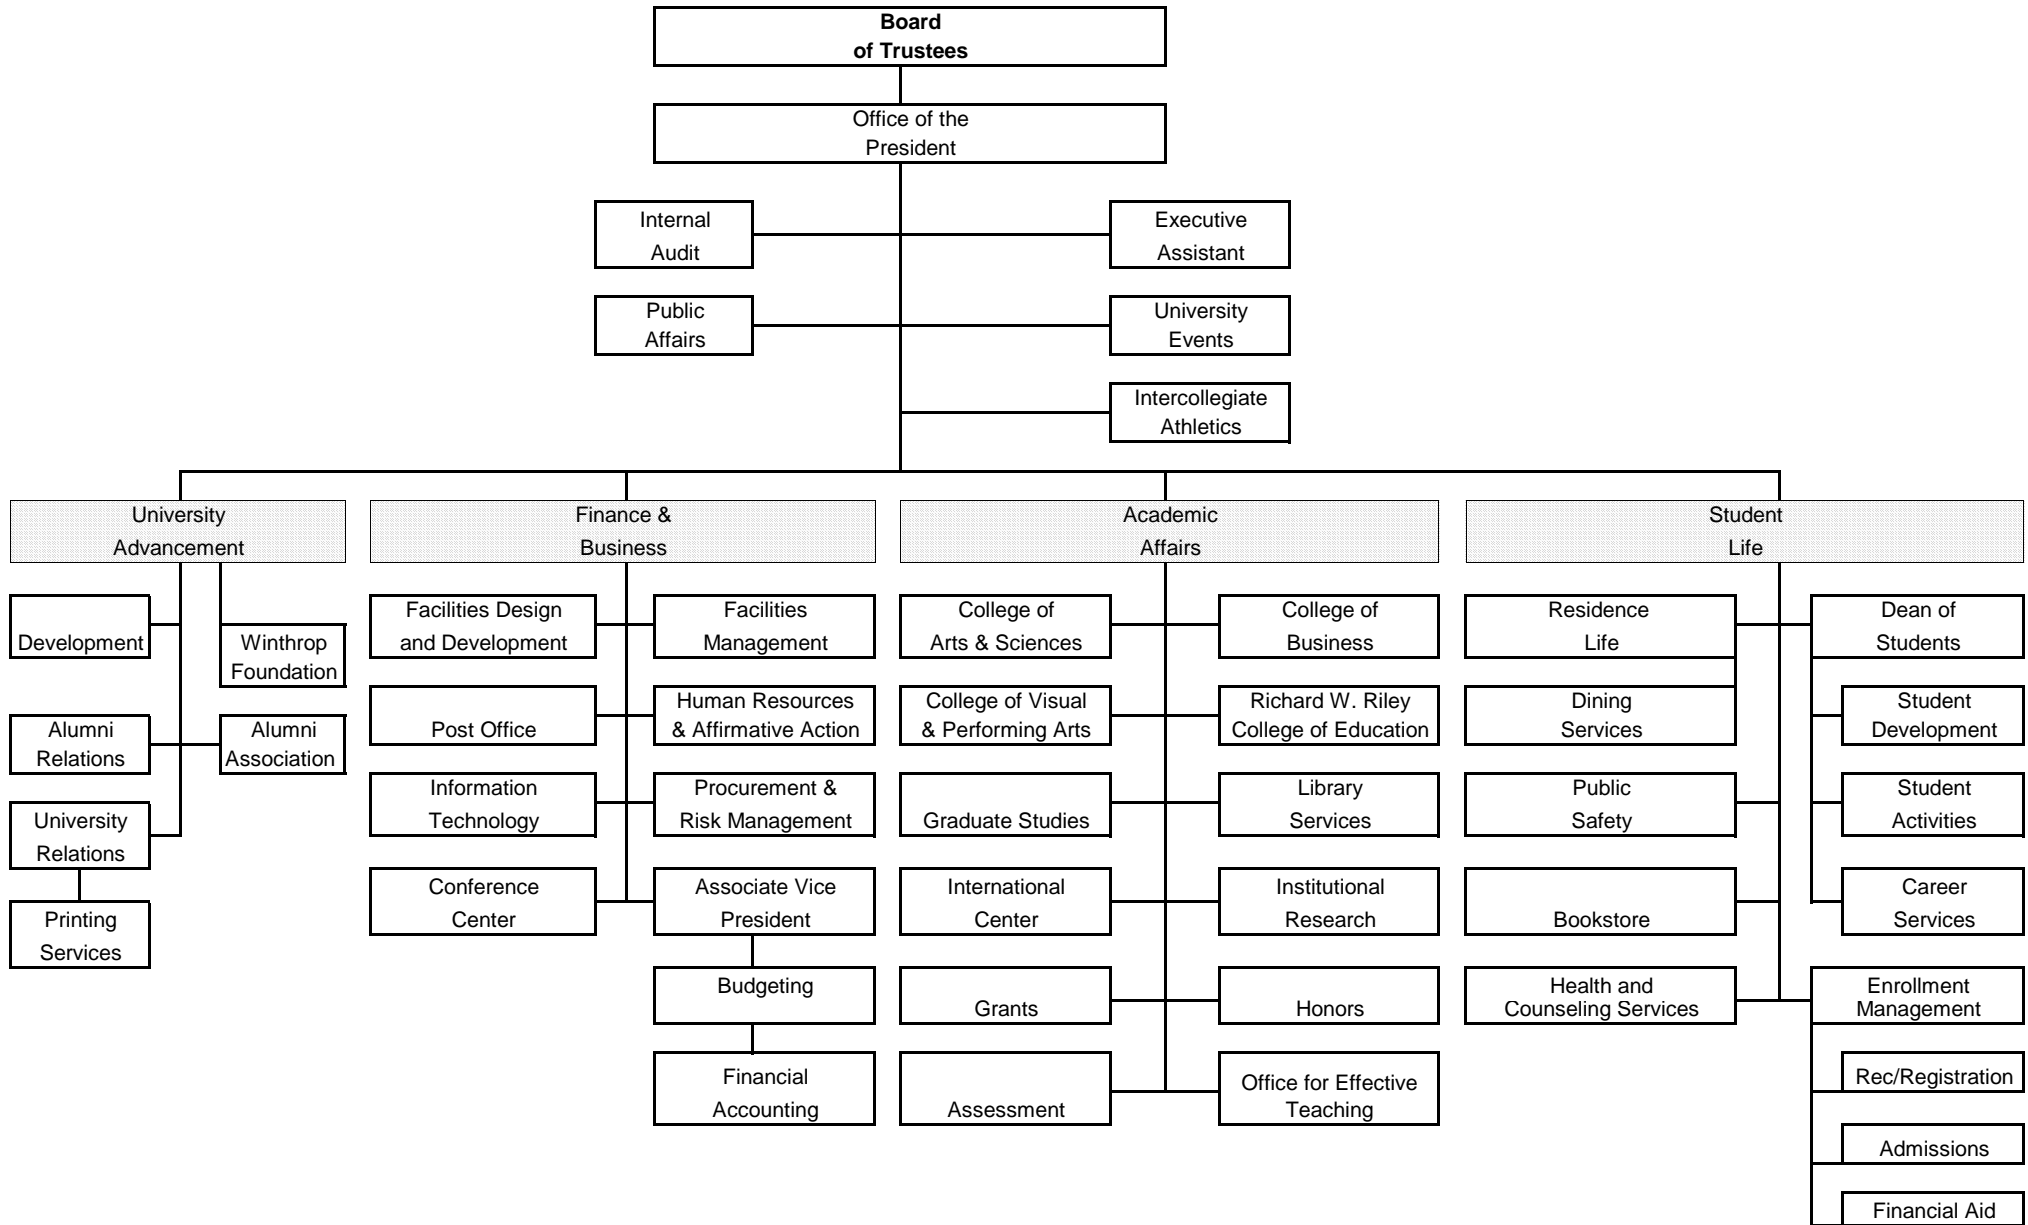 Board
of Trustees
Office of the
President
Internal
Audit
Executive
Assistant
Public
Affairs
University
Events
Intercollegiate
Athletics
University
Advancement
Finance &
Business
Academic
Affairs
Student
Life
Development
Winthrop
Foundation
Alumni
Relations
Alumni
Association
University
Relations
Printing
Services
Facilities Design
and Development
Facilities
Management
Post Office
Human Resources
& Affirmative Action
Information
Technology
Procurement &
Risk Management
Conference
Center
Associate Vice
President
Budgeting
Financial
Accounting
College of
Arts & Sciences
College of
Business
College of Visual
& Performing Arts
Richard W. Riley
College of Education
Graduate Studies
Library
Services
International
Center
Institutional
Research
Grants
Honors
Assessment
Office for Effective
Teaching
Residence
Life
Dean of
Students
Dining
Services
Student
Development
Public
Safety
Student
Activities
Bookstore
Career
Services
Health and
Counseling Services
Enrollment
Management
Rec/Registration
Admissions
Financial Aid